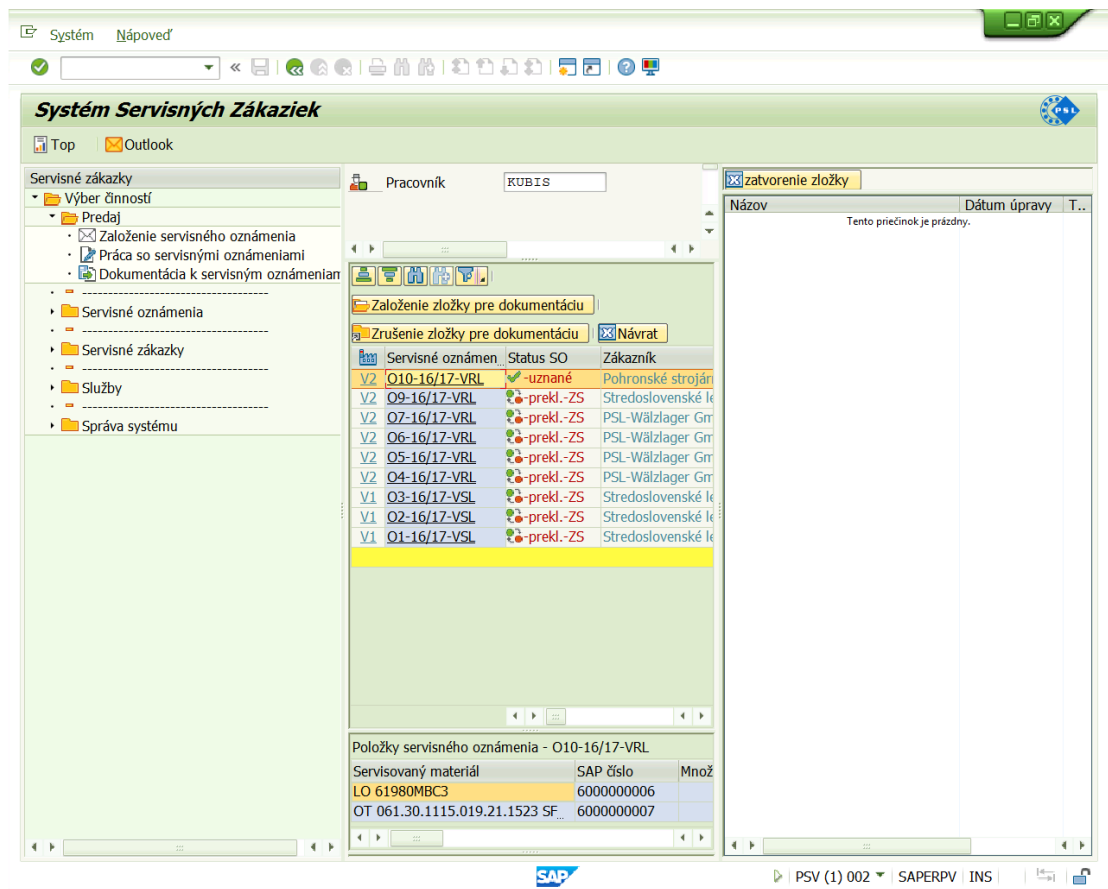 Systém Nápoveď
Systém Servisných Zákaziek
PSL
Top Outlook
Servisné zákazky
Výber činností
Predaj
Založenie servisného oznámenia
Práca so servisnými oznámeniami
Dokumentácia k servisným oznámeniam
------------------------------------
Servisné oznámenia
------------------------------------
Servisné zákazky
------------------------------------
Služby
------------------------------------
Správa systému
Pracovník KUBIS
Založenie zložky pre dokumentáciu
Zrušenie zložky pre dokumentáciu Návrat
Servisné oznámen... Status SO Zákazník
V2 O10-16/17-VRL -uznané Pohronské strojár
V2 O9-16/17-VRL -prekl.-ZS Stredoslovenské le
V2 O7-16/17-VRL -prekl.-ZS PSL-Wälzlager Gm
V2 O6-16/17-VRL -prekl.-ZS PSL-Wälzlager Gm
V2 O5-16/17-VRL -prekl.-ZS PSL-Wälzlager Gm
V2 O4-16/17-VRL -prekl.-ZS PSL-Wälzlager Gm
V1 O3-16/17-VSL -prekl.-ZS Stredoslovenské le
V1 O2-16/17-VSL -prekl.-ZS Stredoslovenské le
V1 O1-16/17-VSL -prekl.-ZS Stredoslovenské le
Položky servisného oznámenia - O10-16/17-VRL
Servisovaný materiál SAP číslo Množ
LO 61980MBC3 6000000006
OT 061.30.1115.019.21.1523 SF... 6000000007
zatvorenie zložky
Názov Dátum úpravy T..
Tento priečinok je prázdny.
SAP PSV (1) 002 SAPERPV INS